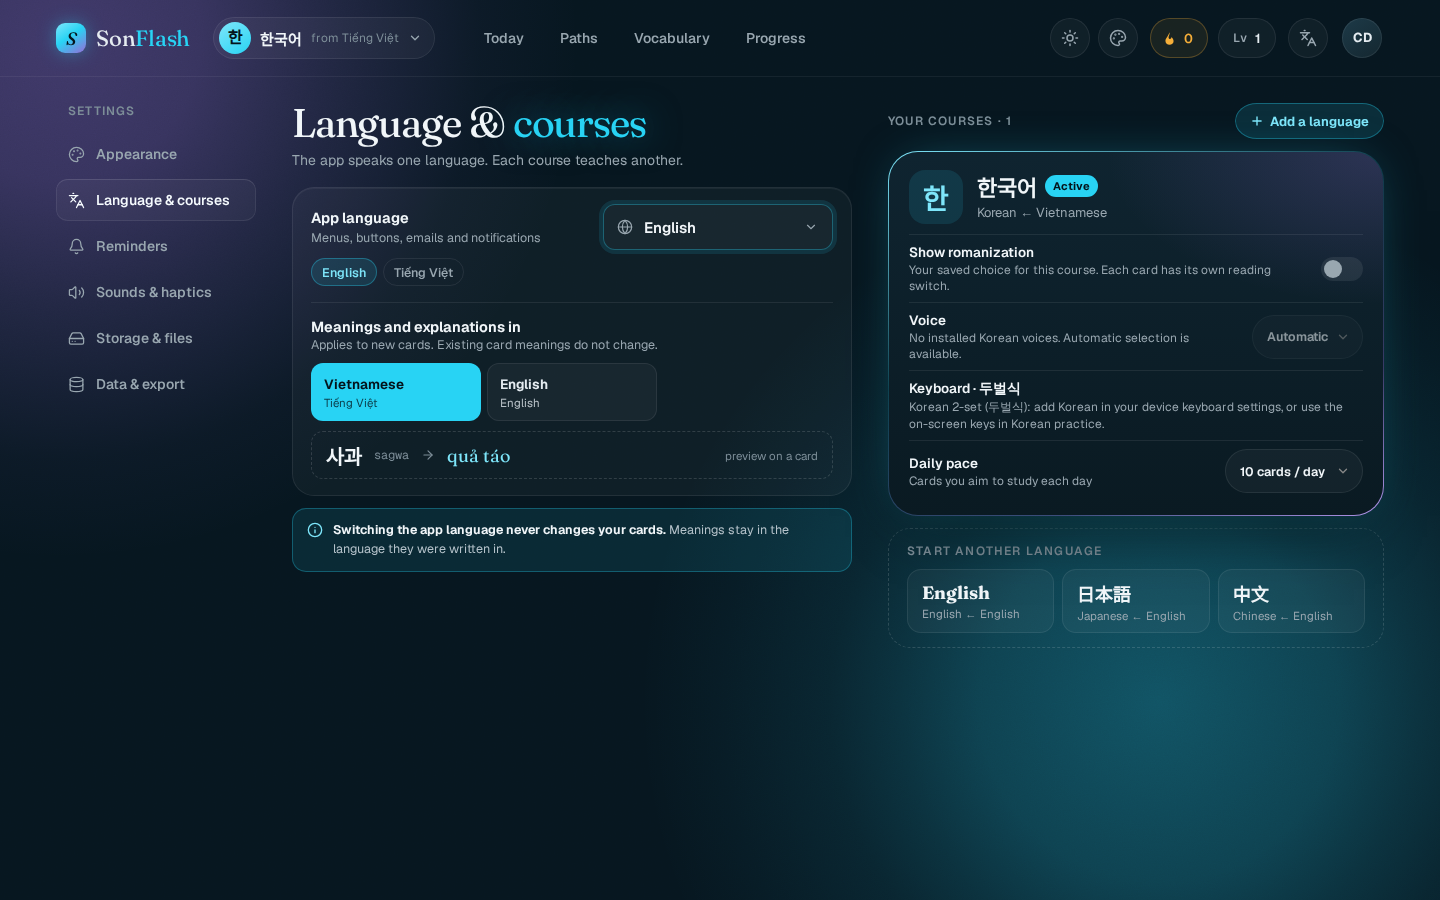 S SonFlash
한 한국어 from Tiếng Việt
Today Paths Vocabulary Progress
0
Lv 1
CD
SETTINGS
Appearance
Language & courses
Reminders
Sounds & haptics
Storage & files
Data & export
Language & courses
The app speaks one language. Each course teaches another.
App language
Menus, buttons, emails and notifications
English
English Tiếng Việt
Meanings and explanations in
Applies to new cards. Existing card meanings do not change.
Vietnamese
Tiếng Việt
English
English
사과 sagwa → quả táo
preview on a card
Switching the app language never changes your cards. Meanings stay in the
language they were written in.
YOUR COURSES · 1
+ Add a language
한
한국어 Active
Korean ← Vietnamese
Show romanization
Your saved choice for this course. Each card has its own reading
switch.
Voice
No installed Korean voices. Automatic selection is
available.
Automatic
Keyboard · 두벌식
Korean 2-set (두벌식): add Korean in your device keyboard settings, or use the
on-screen keys in Korean practice.
Daily pace
Cards you aim to study each day
10 cards / day
START ANOTHER LANGUAGE
English
English ← English
日本語
Japanese ← English
中文
Chinese ← English